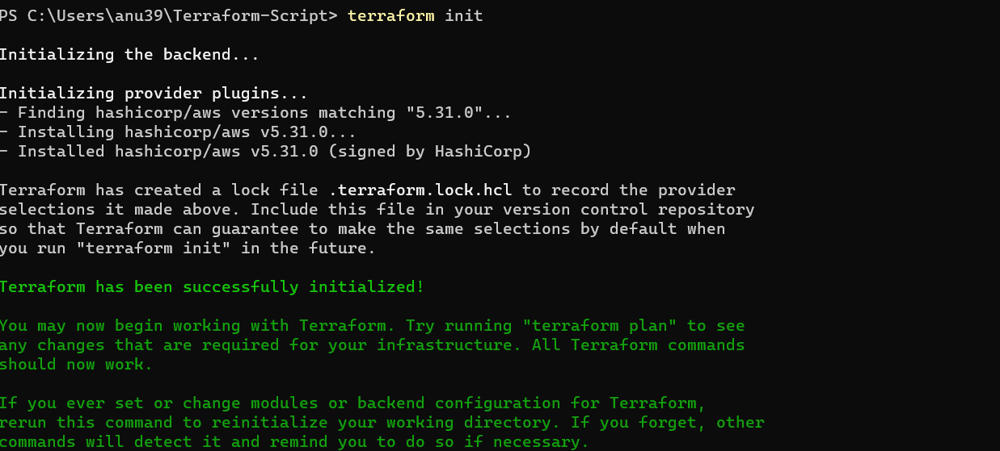 PS C:\Users\anu39\Terraform-Script> terraform init
Initializing the backend...
Initializing provider plugins...
- Finding hashicorp/aws versions matching "5.31.0"...
- Installing hashicorp/aws v5.31.0...
- Installed hashicorp/aws v5.31.0 (signed by HashiCorp)
Terraform has created a lock file .terraform.lock.hcl to record the provider
selections it made above. Include this file in your version control repository
so that Terraform can guarantee to make the same selections by default when
you run "terraform init" in the future.
Terraform has been successfully initialized!
You may now begin working with Terraform. Try running "terraform plan" to see
any changes that are required for your infrastructure. All Terraform commands
should now work.
If you ever set or change modules or backend configuration for Terraform,
rerun this command to reinitialize your working directory. If you forget, other
commands will detect it and remind you to do so if necessary.